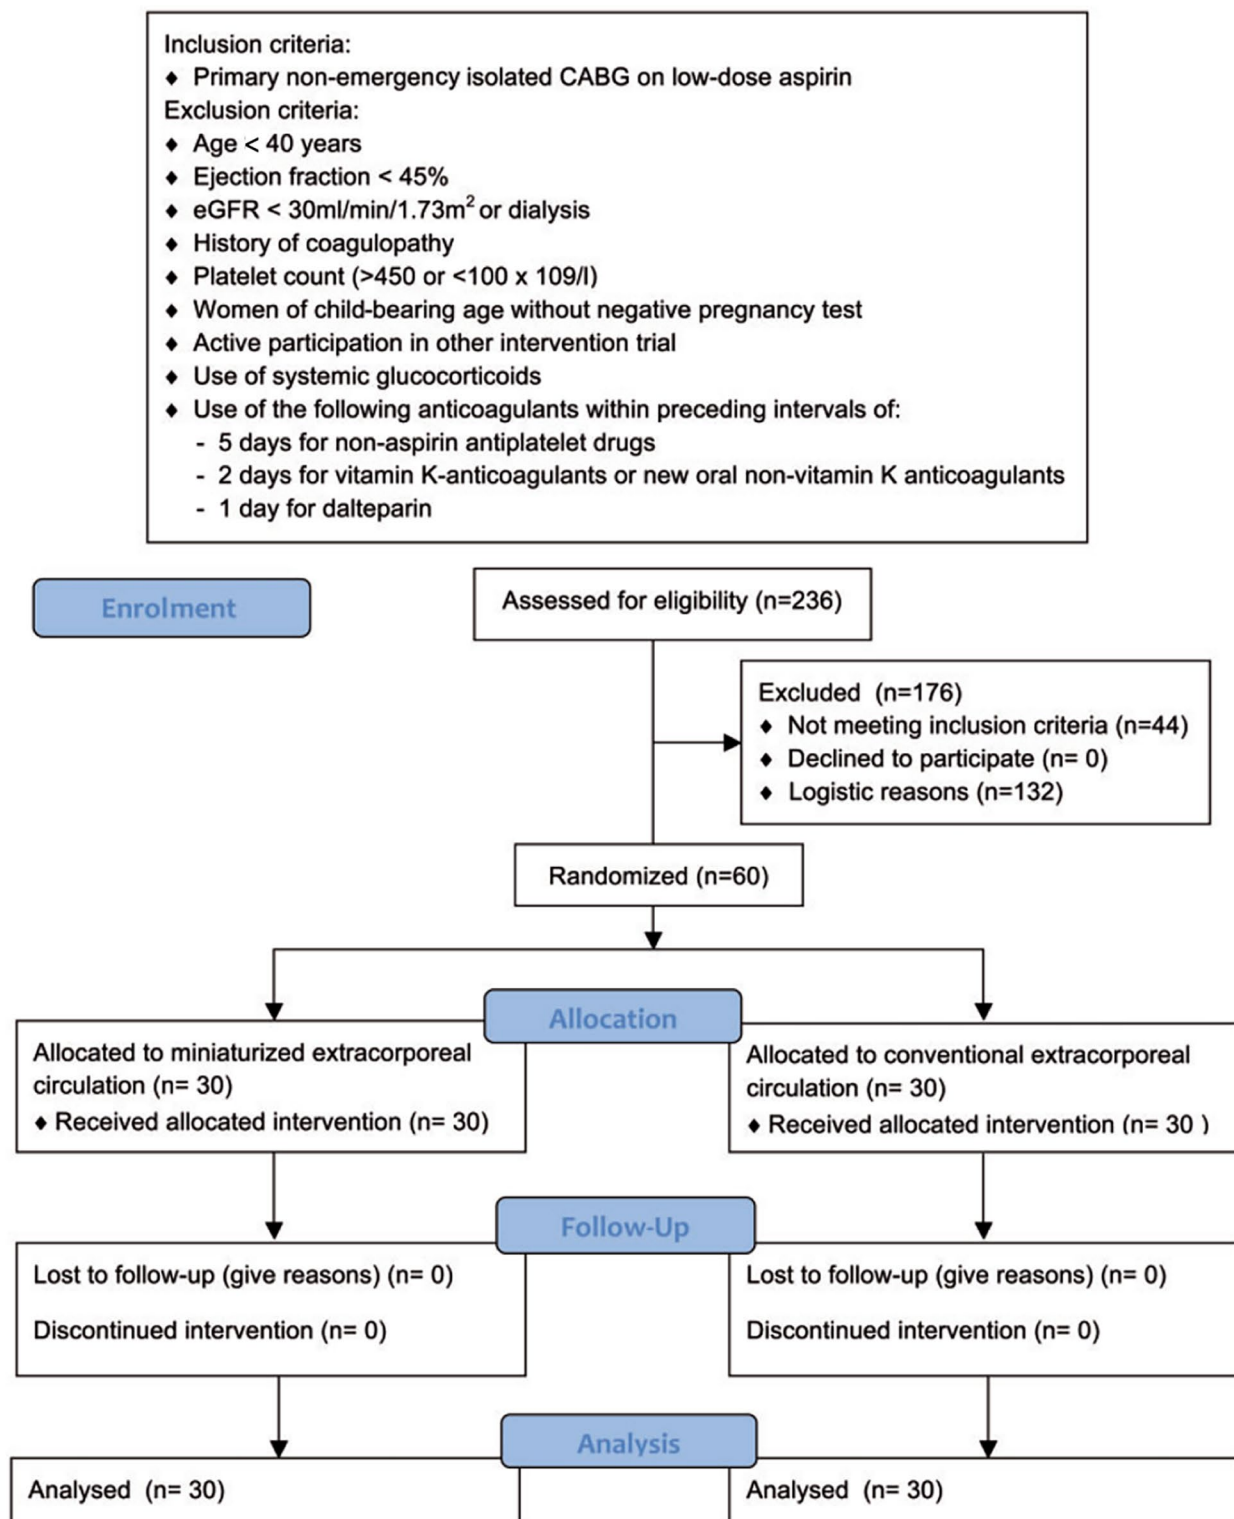 Inclusion criteria:
♦ Primary non-emergency isolated CABG on low-dose aspirin
Exclusion criteria:
♦ Age < 40 years
♦ Ejection fraction < 45%
♦ eGFR < 30ml/min/1.73m² or dialysis
♦ History of coagulopathy
♦ Platelet count (>450 or <100 x 109/l)
♦ Women of child-bearing age without negative pregnancy test
♦ Active participation in other intervention trial
♦ Use of systemic glucocorticoids
♦ Use of the following anticoagulants within preceding intervals of:
- 5 days for non-aspirin antiplatelet drugs
- 2 days for vitamin K-anticoagulants or new oral non-vitamin K anticoagulants
- 1 day for dalteparin
Enrolment
Assessed for eligibility (n=236)
Excluded (n=176)
♦ Not meeting inclusion criteria (n=44)
♦ Declined to participate (n= 0)
♦ Logistic reasons (n=132)
Randomized (n=60)
Allocation
Allocated to miniaturized extracorporeal
circulation (n= 30)
♦ Received allocated intervention (n= 30)
Allocated to conventional extracorporeal
circulation (n= 30)
♦ Received allocated intervention (n= 30 )
Follow-Up
Lost to follow-up (give reasons) (n= 0)
Discontinued intervention (n= 0)
Lost to follow-up (give reasons) (n= 0)
Discontinued intervention (n= 0)
Analysis
Analysed (n= 30)
Analysed (n= 30)